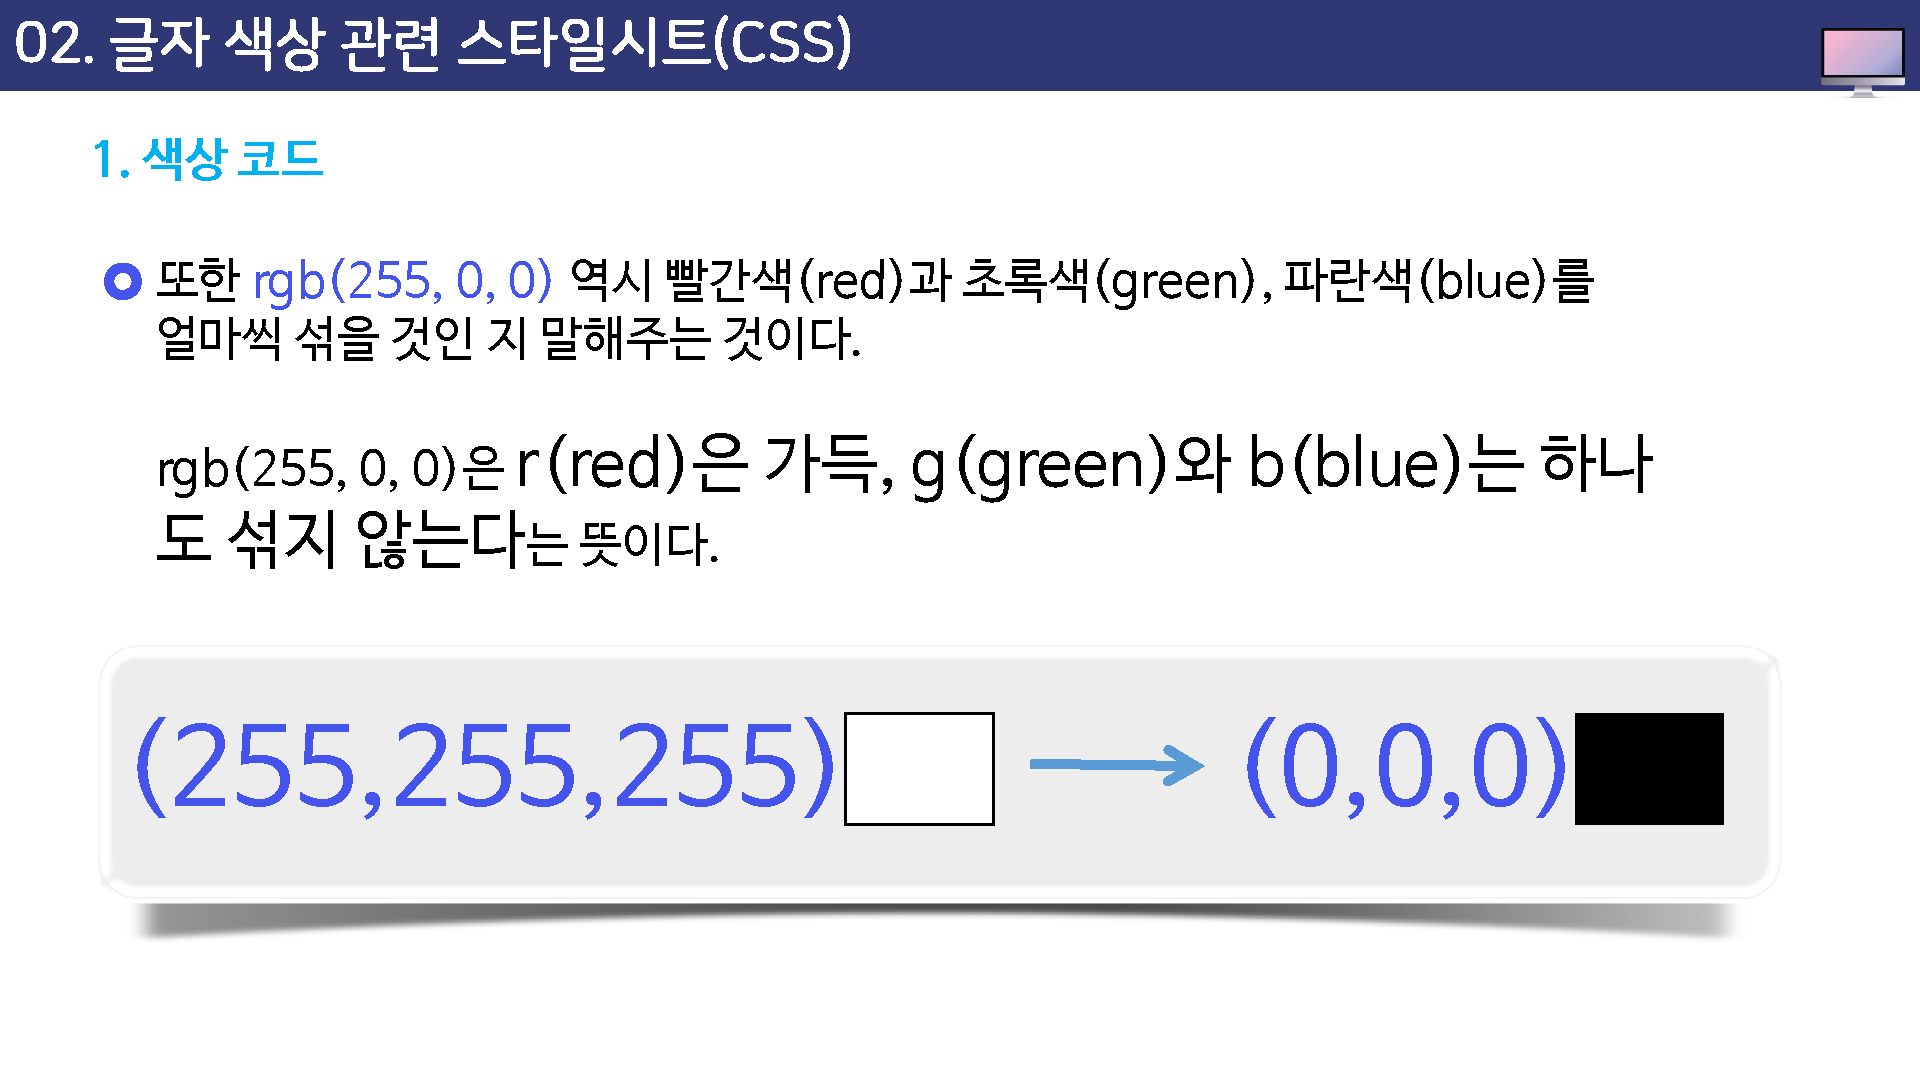 02. 글자 색상 관련 스타일시트(CSS)
1. 색상 코드
또한 rgb(255, 0, 0) 역시 빨간색(red)과 초록색(green), 파란색(blue)를
얼마씩 섞을 것인 지 말해주는 것이다.
rgb(255, 0, 0)은 r(red)은 가득, g(green)와 b(blue)는 하나
도 섞지 않는다는 뜻이다.
(255,255,255) (0,0,0)